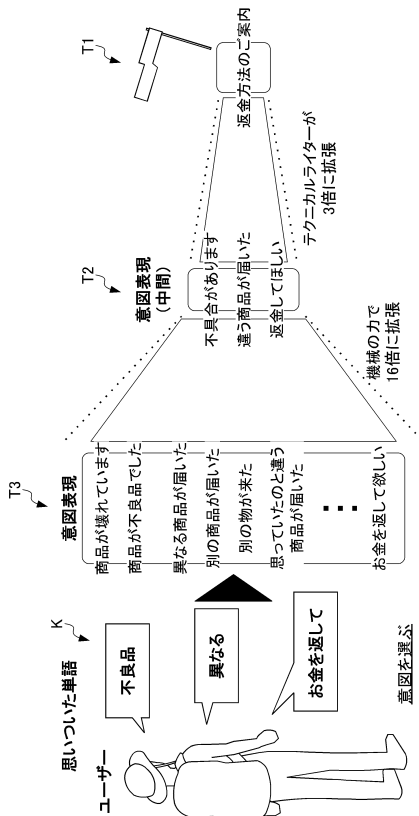 ユーザー
思いついた単語
K
不良品
異なる
お金を返して
意図を選ぶ
T3
意図表現
商品が壊れています
商品が不良品でした
異なる商品が届いた
別の商品が届いた
別の物が来た
思っていたのと違う
商品が届いた
お金を返して欲しい
機械の力で
16倍に拡張
T2
意図表現
(中間)
不具合があります
違う商品が届いた
返金してほしい
テクニカルライターが
3倍に拡張
T1
返金方法のご案内